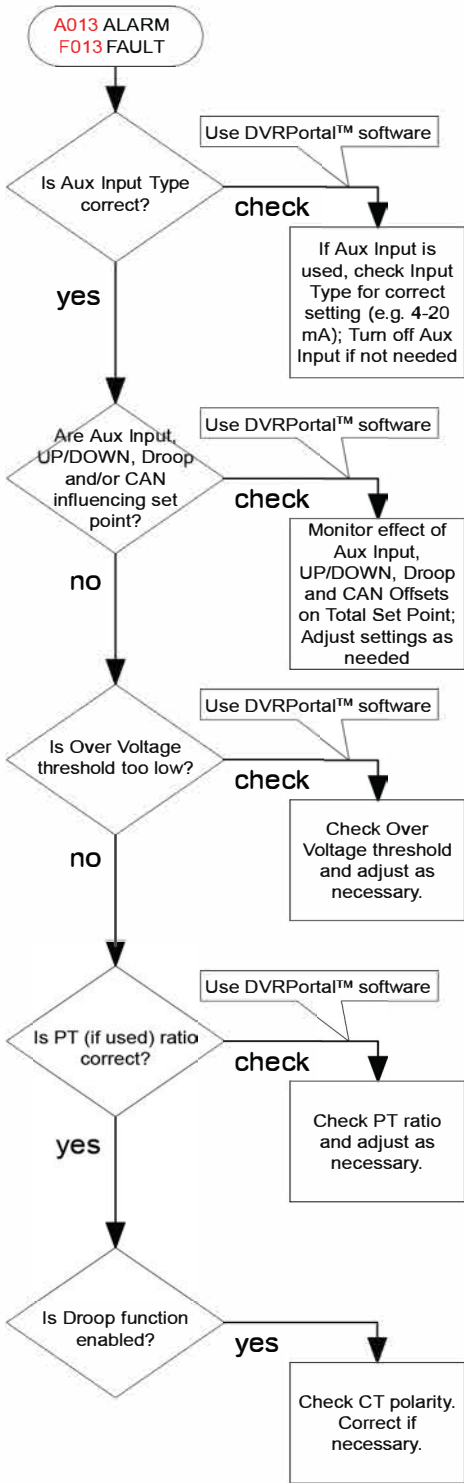 A013 ALARM
F013 FAULT
Use DVRPortal™ software
Is Aux Input Type
correct?
check
If Aux Input is
used, check Input
Type for correct
setting (e.g. 4-20
mA); Turn off Aux
Input if not needed
yes
Are Aux Input,
UP/DOWN, Droop
and/or CAN
influencing set
point?
Use DVRPortal™ software
check
Monitor effect of
Aux Input,
UP/DOWN, Droop
and CAN Offsets
on Total Set Point;
Adjust settings as
needed
no
Use DVRPortal™ software
Is Over Voltage
threshold too low?
check
Check Over
Voltage threshold
and adjust as
necessary.
no
Use DVRPortal™ software
Is PT (if used) ratio
correct?
check
Check PT ratio
and adjust as
necessary.
yes
Is Droop function
enabled?
yes
Check CT polarity.
Correct if
necessary.